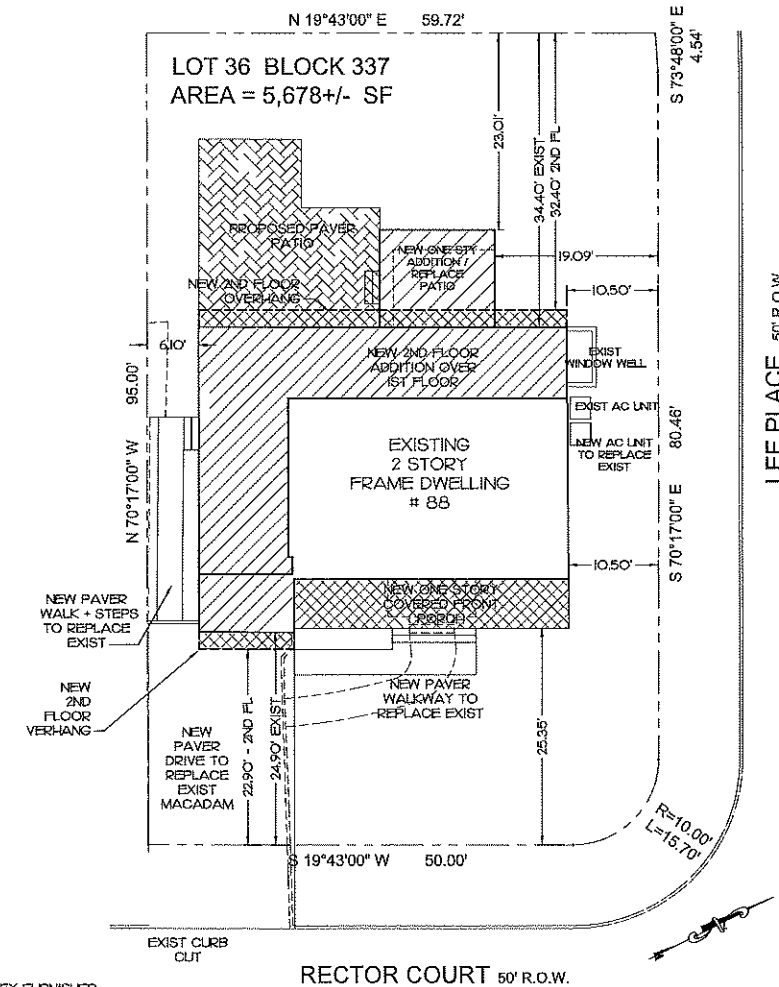 N 19°43'00" E 59.72'
S 73°48'00" E
4.54'
LOT 36 BLOCK 337
AREA = 5,678+/- SF
23.01'
34.40' EXIST
32.40' 2ND FL
PROPOSED PAVER
PATIO
NEW ONE STY
ADDITION /
REPLACE
PATIO
19.09'
10.50'
NEW 2ND FLOOR
OVERHANG
6.10'
95.00'
N 70°17'00" W
NEW 2ND FLOOR
ADDITION OVER
1ST FLOOR
EXIST
WINDOW WELL
EXIST AC UNIT
NEW AC UNIT
TO REPLACE
EXIST
80.46'
S 70°17'00" E
LEE PLACE 50' R.O.W.
EXISTING
2 STORY
FRAME DWELLING
# 88
10.50'
NEW ONE STORY
COVERED FRONT
NEW PAVER
WALK + STEPS
TO REPLACE
EXIST
NEW
2ND
FLOOR
VERHANG
NEW PAVER
WALKWAY TO
REPLACE EXIST
NEW
PAVER
DRIVE TO
REPLACE
EXIST
MACADAM
22.90' - 2ND FL
24.90' EXIST
25.35'
R=10.00'
L=15.70'
S 19°43'00" W 50.00'
EXIST CURB
CUT
RECTOR COURT 50' R.O.W.